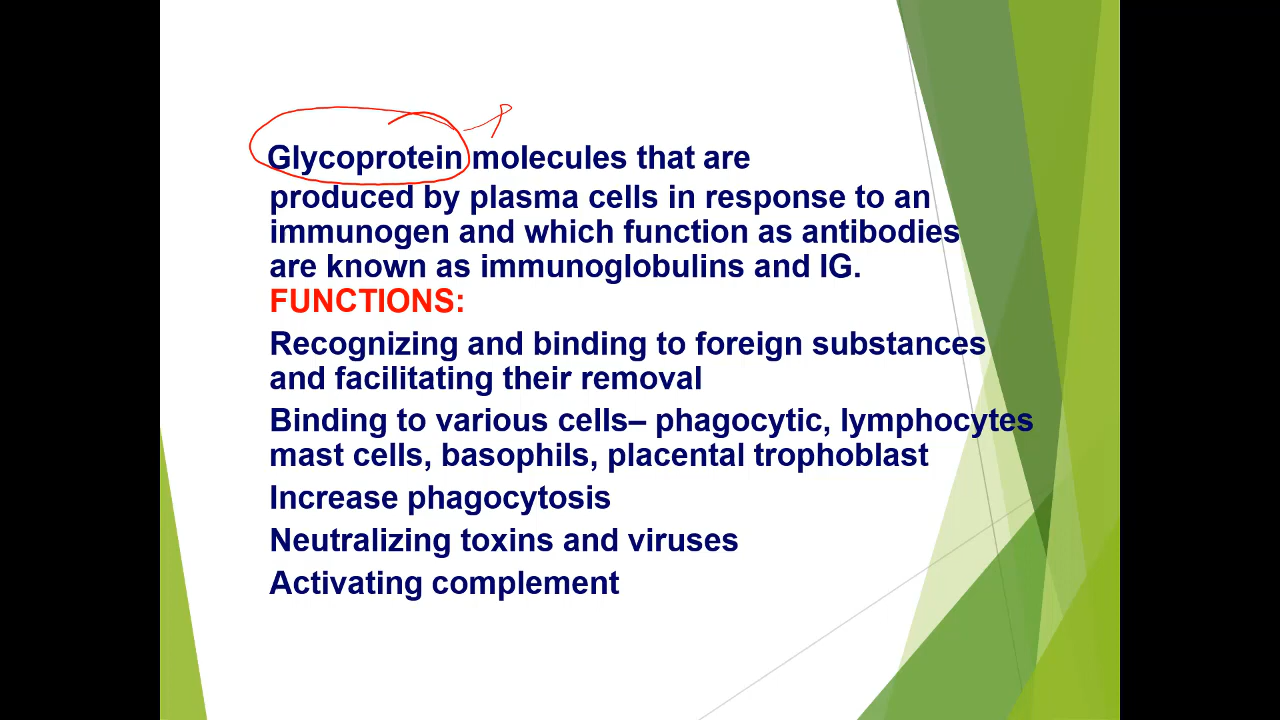 Glycoprotein molecules that are
produced by plasma cells in response to an
immunogen and which function as antibodies
are known as immunoglobulins and IG.
FUNCTIONS:
Recognizing and binding to foreign substances
and facilitating their removal
Binding to various cells– phagocytic, lymphocytes
mast cells, basophils, placental trophoblast
Increase phagocytosis
Neutralizing toxins and viruses
Activating complement